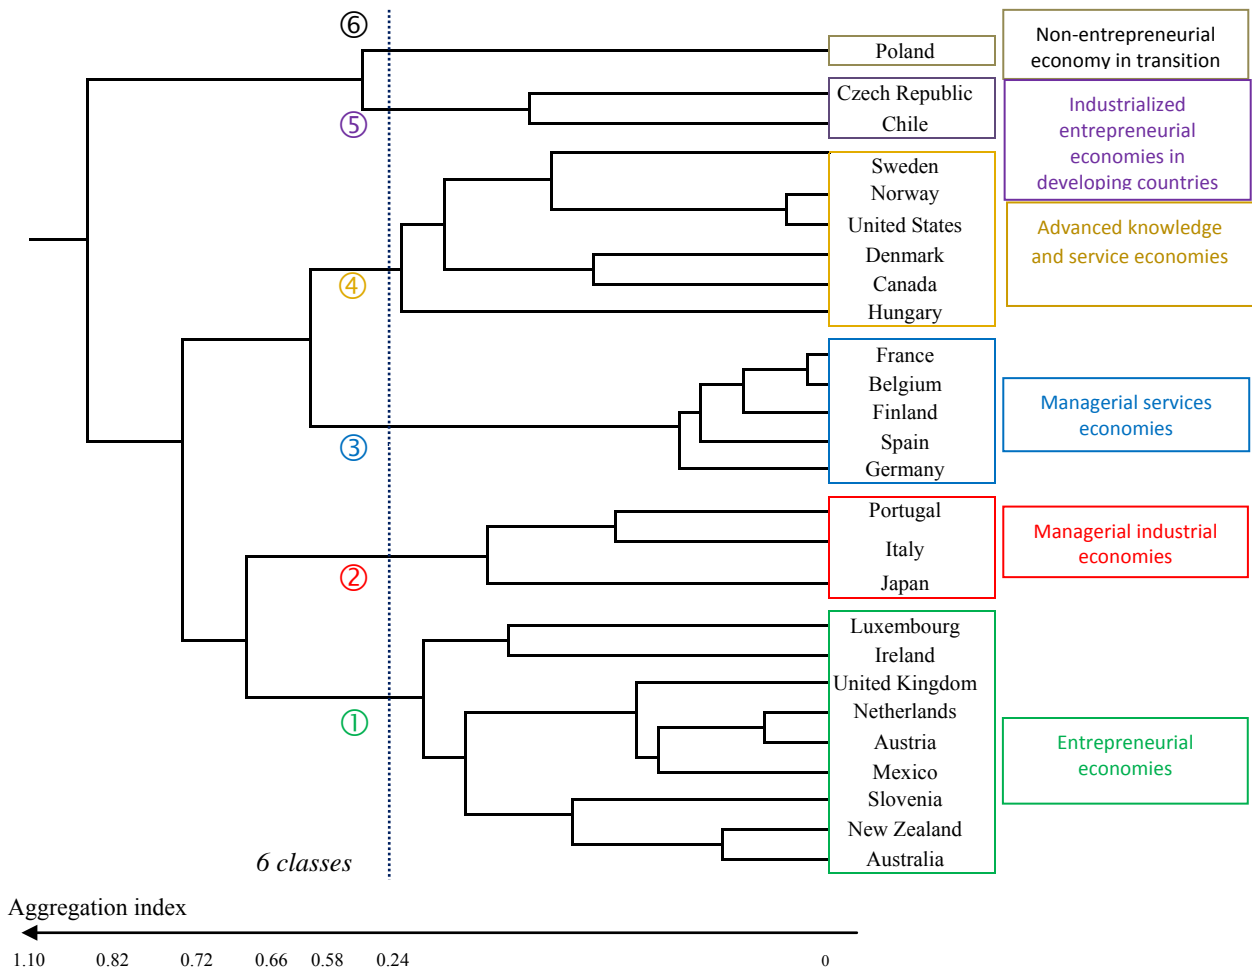 ⑥
Poland
Non-entrepreneurial
economy in transition
⑤
Czech Republic
Chile
Industrialized
entrepreneurial
economies in
developing countries
④
Sweden
Norway
United States
Denmark
Canada
Hungary
Advanced knowledge
and service economies
③
France
Belgium
Finland
Spain
Germany
Managerial services
economies
②
Portugal
Italy
Japan
Managerial industrial
economies
①
Luxembourg
Ireland
United Kingdom
Netherlands
Austria
Mexico
Slovenia
New Zealand
Australia
Entrepreneurial
economies
6 classes
Aggregation index
1.10 0.82 0.72 0.66 0.58 0.24 0